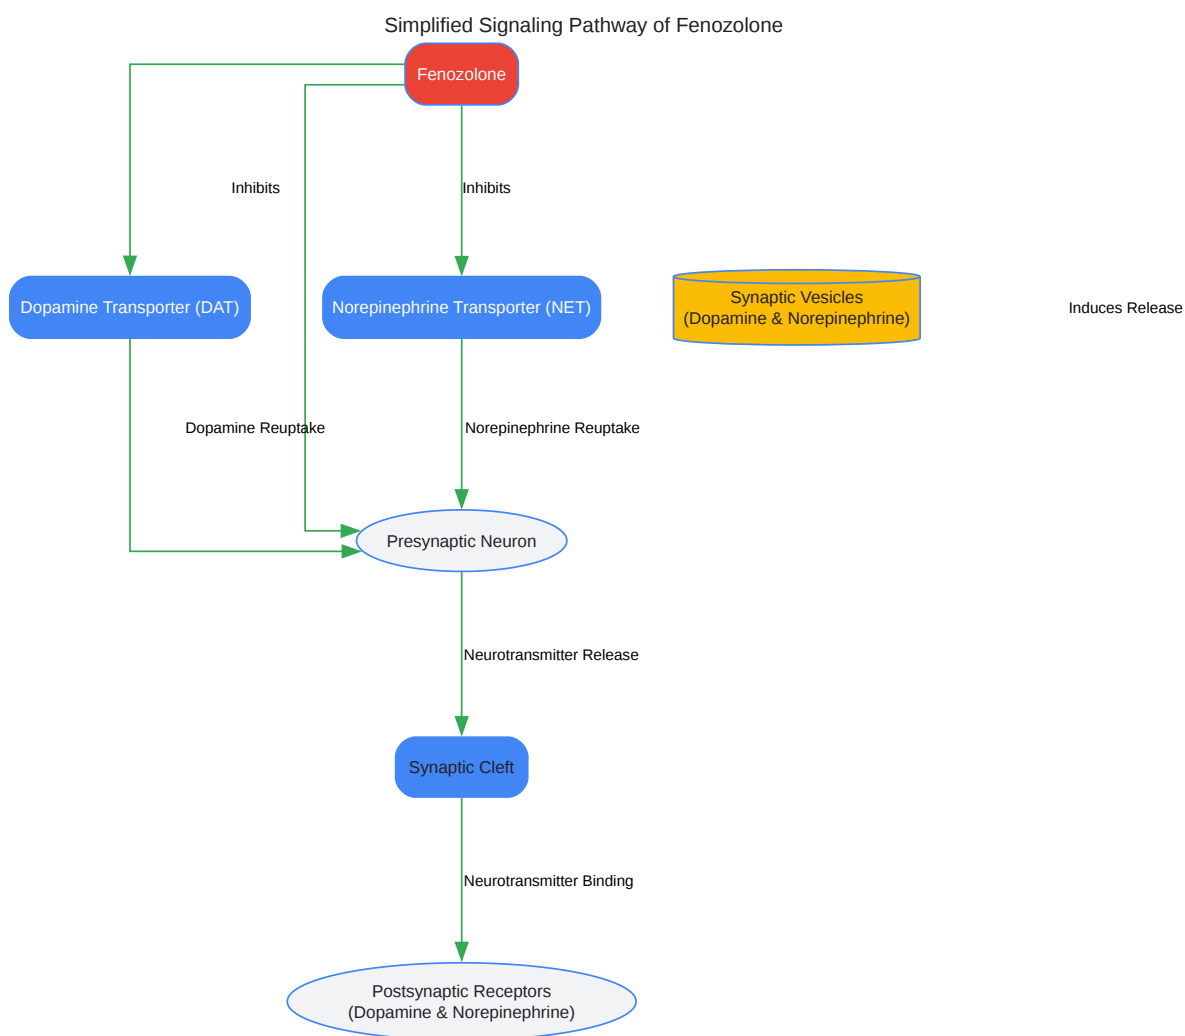 Simplified Signaling Pathway of Fenozolone
Fenozolone
Inhibits
Inhibits
Dopamine Transporter (DAT)
Norepinephrine Transporter (NET)
Synaptic Vesicles
(Dopamine & Norepinephrine)
Induces Release
Dopamine Reuptake
Norepinephrine Reuptake
Presynaptic Neuron
Neurotransmitter Release
Synaptic Cleft
Neurotransmitter Binding
Postsynaptic Receptors
(Dopamine & Norepinephrine)